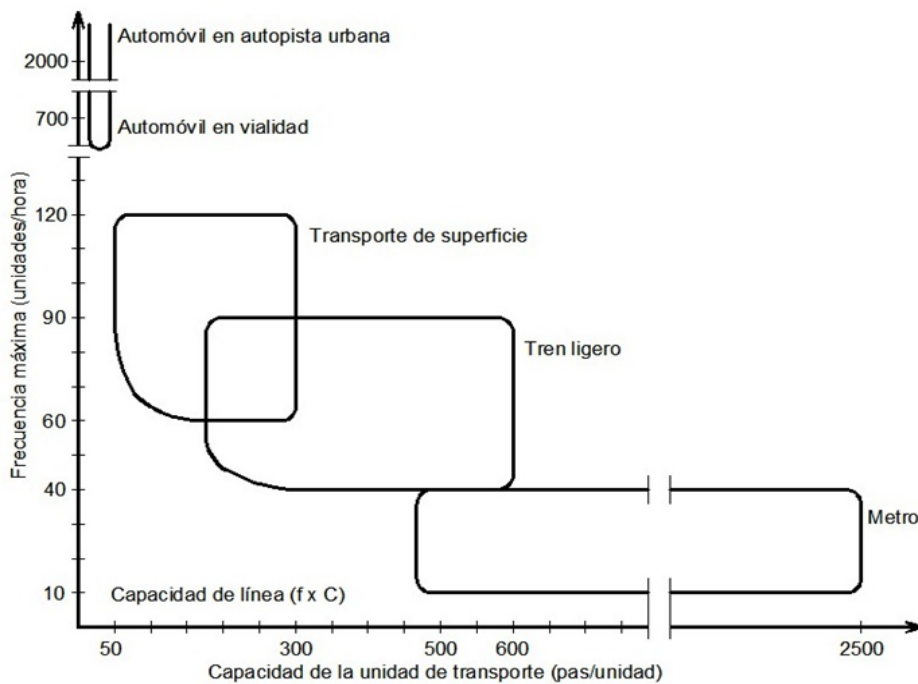 Automóvil en autopista urbana
2000
700
Automóvil en vialidad
120
Transporte de superficie
90
Tren ligero
60
40
Metro
10
Frecuencia máxima (unidades/hora)
Capacidad de línea (f x C)
50 300 500 600 2500
Capacidad de la unidad de transporte (pas/unidad)